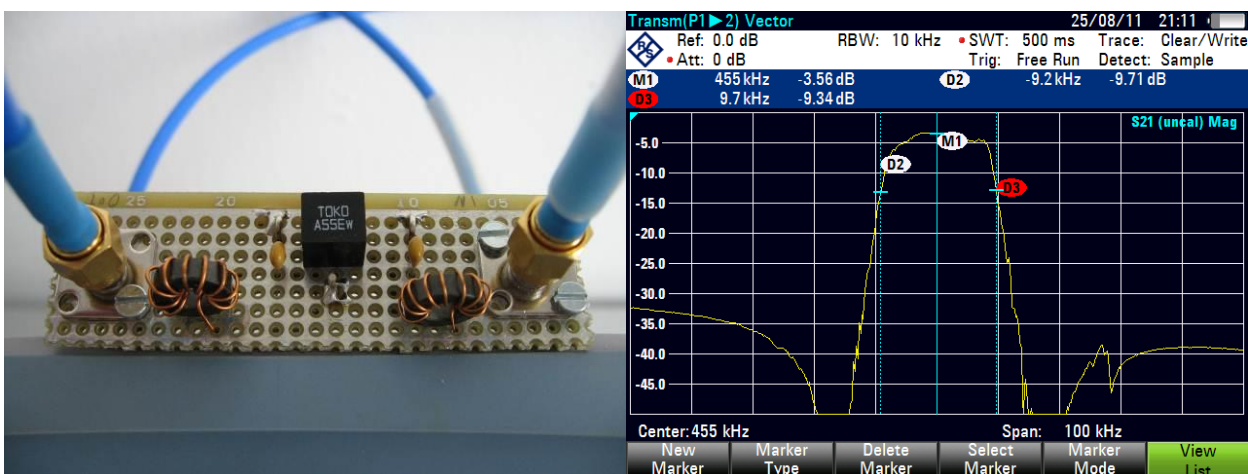 25 20 10 05
TOKO
A55EW
Transm(P1▶2) Vector 25/08/11 21:11
Ref: 0.0 dB RBW: 10 kHz • SWT: 500 ms Trace: Clear/Write
• Att: 0 dB Trig: Free Run Detect: Sample
M1 455 kHz -3.56 dB D2 -9.2 kHz -9.71 dB
D3 9.7 kHz -9.34 dB
S21 (uncal) Mag
-5.0
M1
D2
-10.0
D3
-15.0
-20.0
-25.0
-30.0
-35.0
-40.0
-45.0
Center: 455 kHz Span: 100 kHz
New Marker Delete Select Marker View
Marker Type Marker Marker Mode List